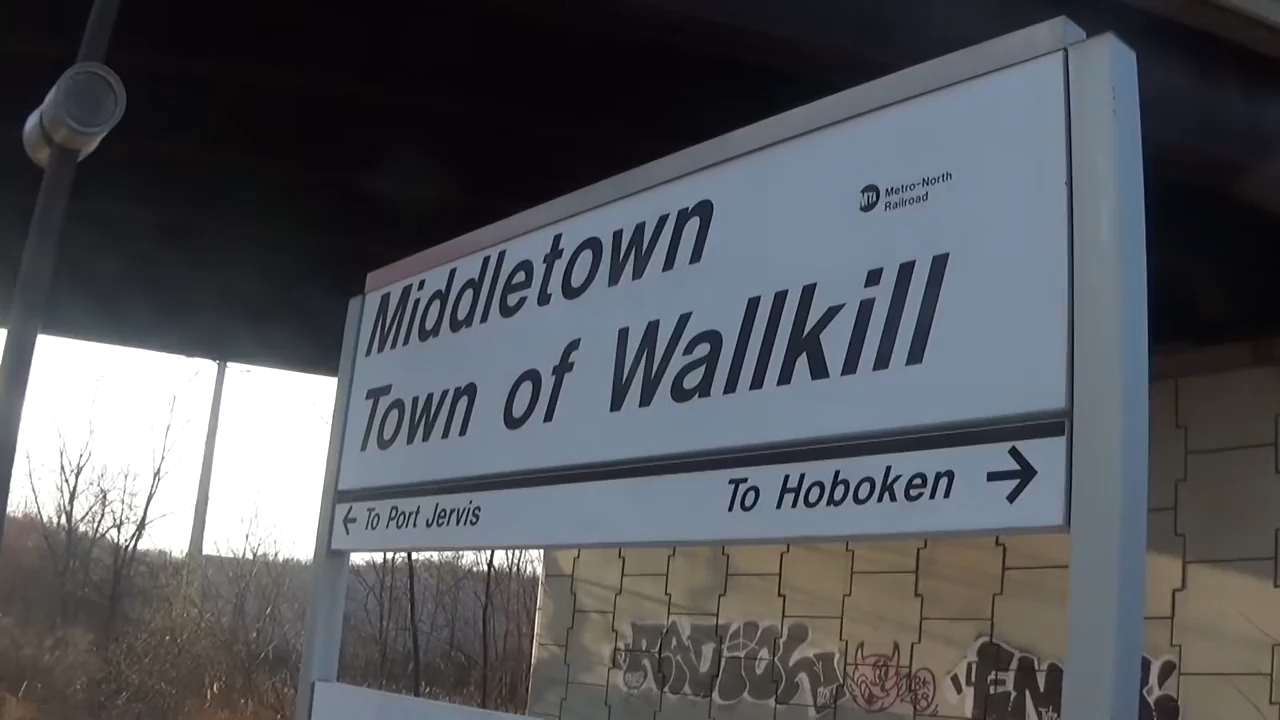 MTA Metro-North
Railroad
Middletown
Town of Wallkill
← To Port Jervis
To Hoboken →